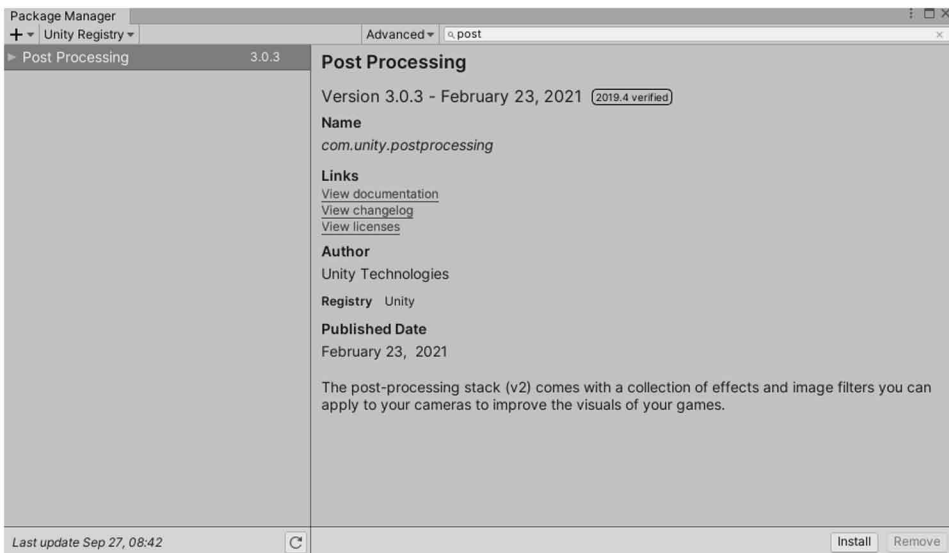 Package Manager
Unity Registry
Advanced
post
Post Processing 3.0.3
Post Processing
Version 3.0.3 - February 23, 2021 2019.4 verified
Name
com.unity.postprocessing
Links
View documentation
View changelog
View licenses
Author
Unity Technologies
Registry Unity
Published Date
February 23, 2021
The post-processing stack (v2) comes with a collection of effects and image filters you can
apply to your cameras to improve the visuals of your games.
Last update Sep 27, 08:42
Install Remove